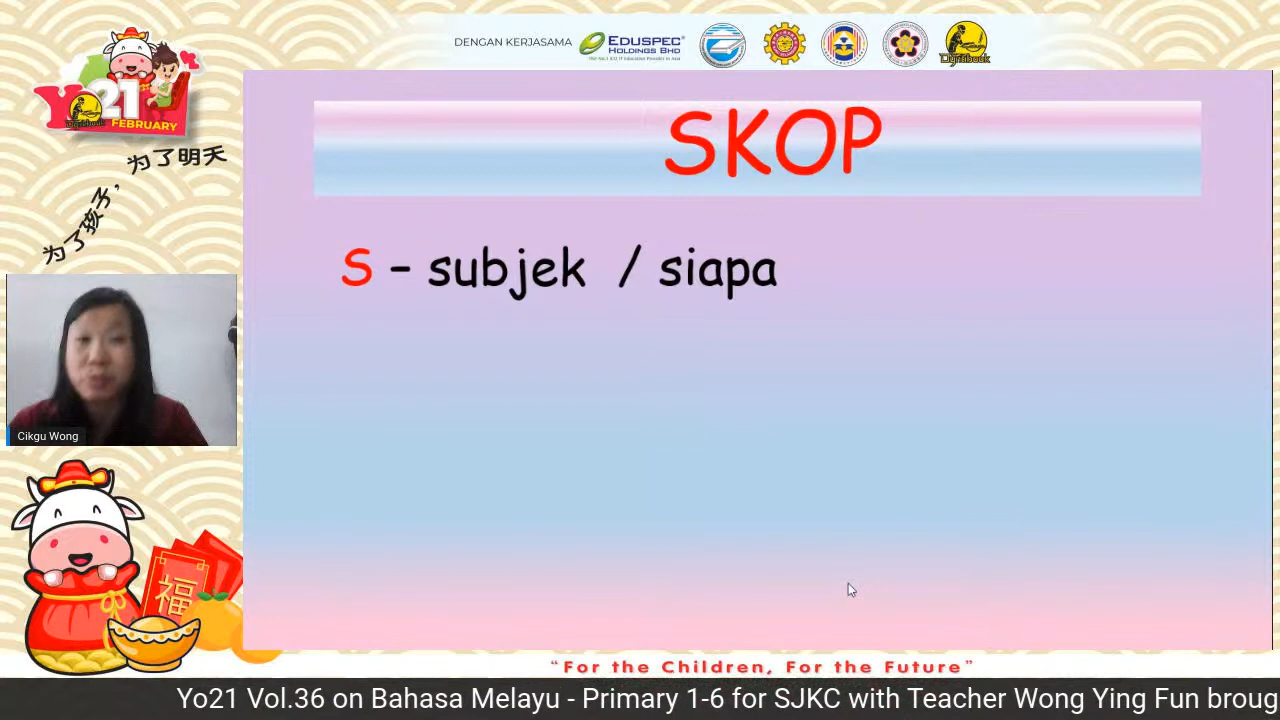 DENGAN KERJASAMA
EDUSPEC
HOLDINGS BHD
Yo21
FEBRUARY
为了孩子，
为了明天
SKOP
S - subjek / siapa
Cikgu Wong
福
"For the Children, For the Future"
Yo21 Vol.36 on Bahasa Melayu - Primary 1-6 for SJKC with Teacher Wong Ying Fun broug